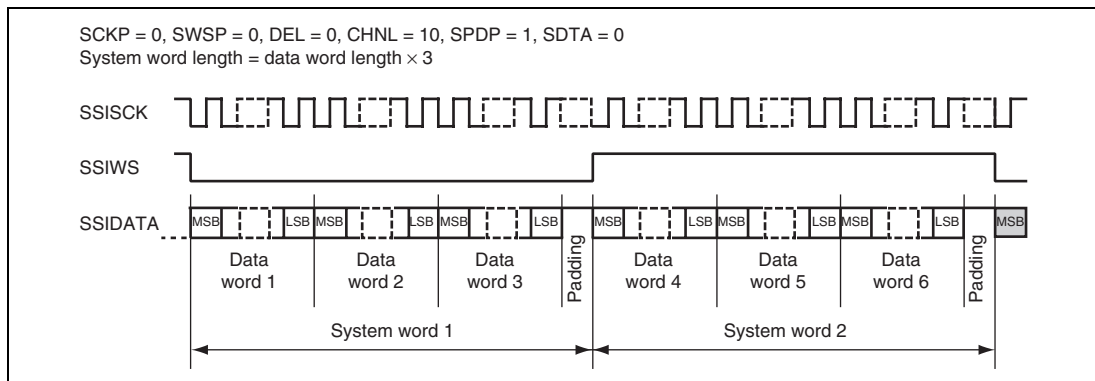 SCKP = 0, SWSP = 0, DEL = 0, CHNL = 10, SPDP = 1, SDTA = 0
System word length = data word length × 3
SSISCK
SSIWS
SSIDATA
MSB LSB MSB LSB MSB LSB MSB LSB MSB LSB MSB LSB MSB
Data word 1
Data word 2
Data word 3
Padding
Data word 4
Data word 5
Data word 6
Padding
System word 1
System word 2